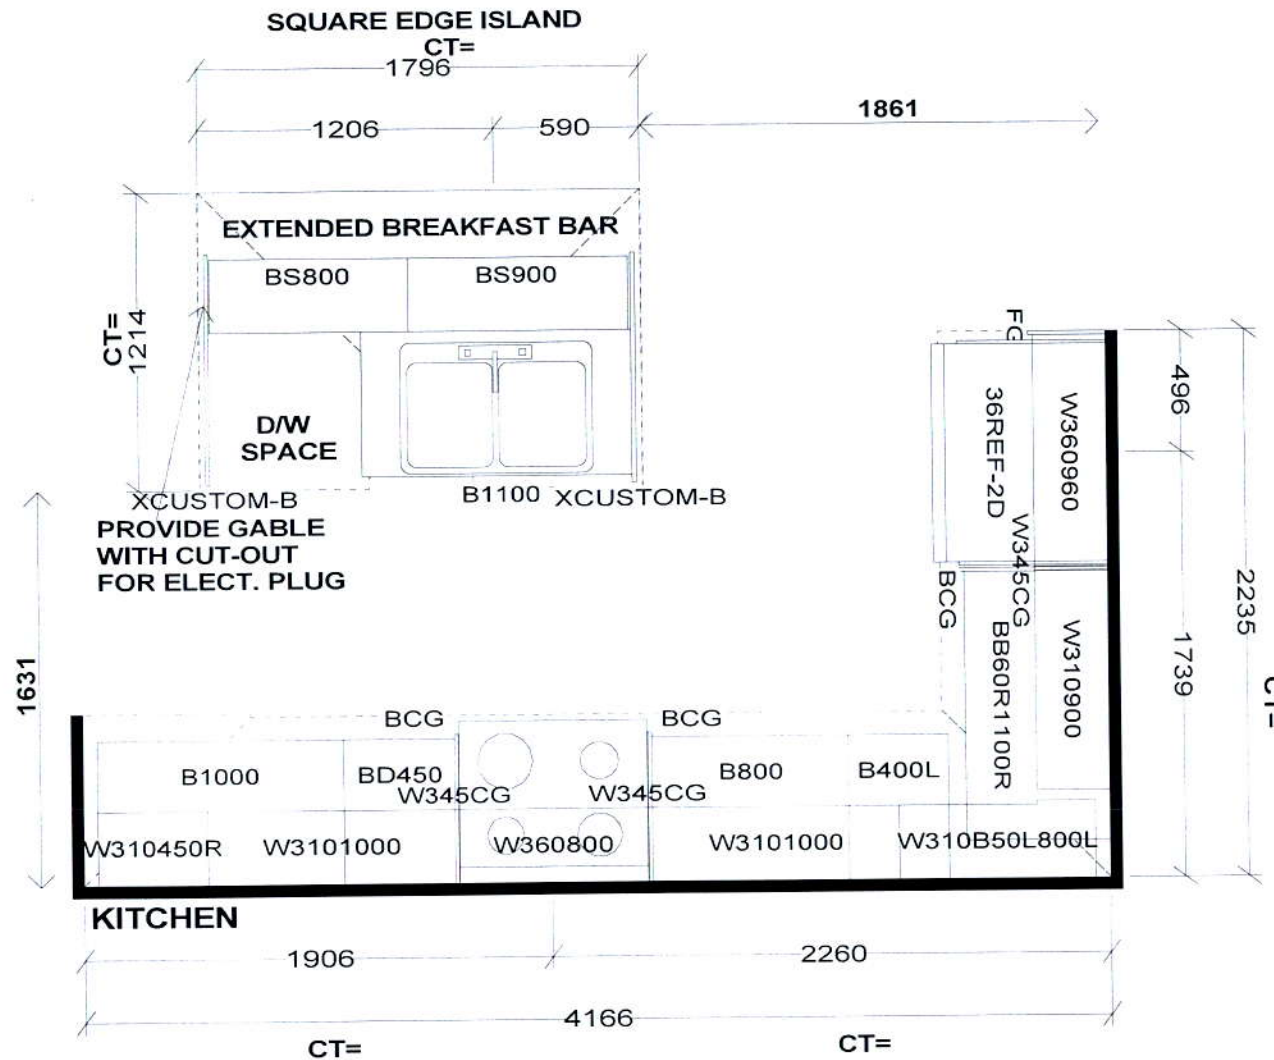 SQUARE EDGE ISLAND
CT=
1796
1206
590
1861
EXTENDED BREAKFAST BAR
BS800
BS900
CT=
1214
D/W
SPACE
XCUSTOM-B
B1100
XCUSTOM-B
PROVIDE GABLE
WITH CUT-OUT
FOR ELECT. PLUG
FG
36REF-2D
W360960
496
W345CG
BCG
2235
BB60R1100R
W310900
1739
CT=
1631
BCG
BCG
B1000
BD450
W345CG
W345CG
B800
B400L
W310450R
W3101000
W360800
W3101000
W310B50L800L
KITCHEN
1906
2260
4166
CT=
CT=